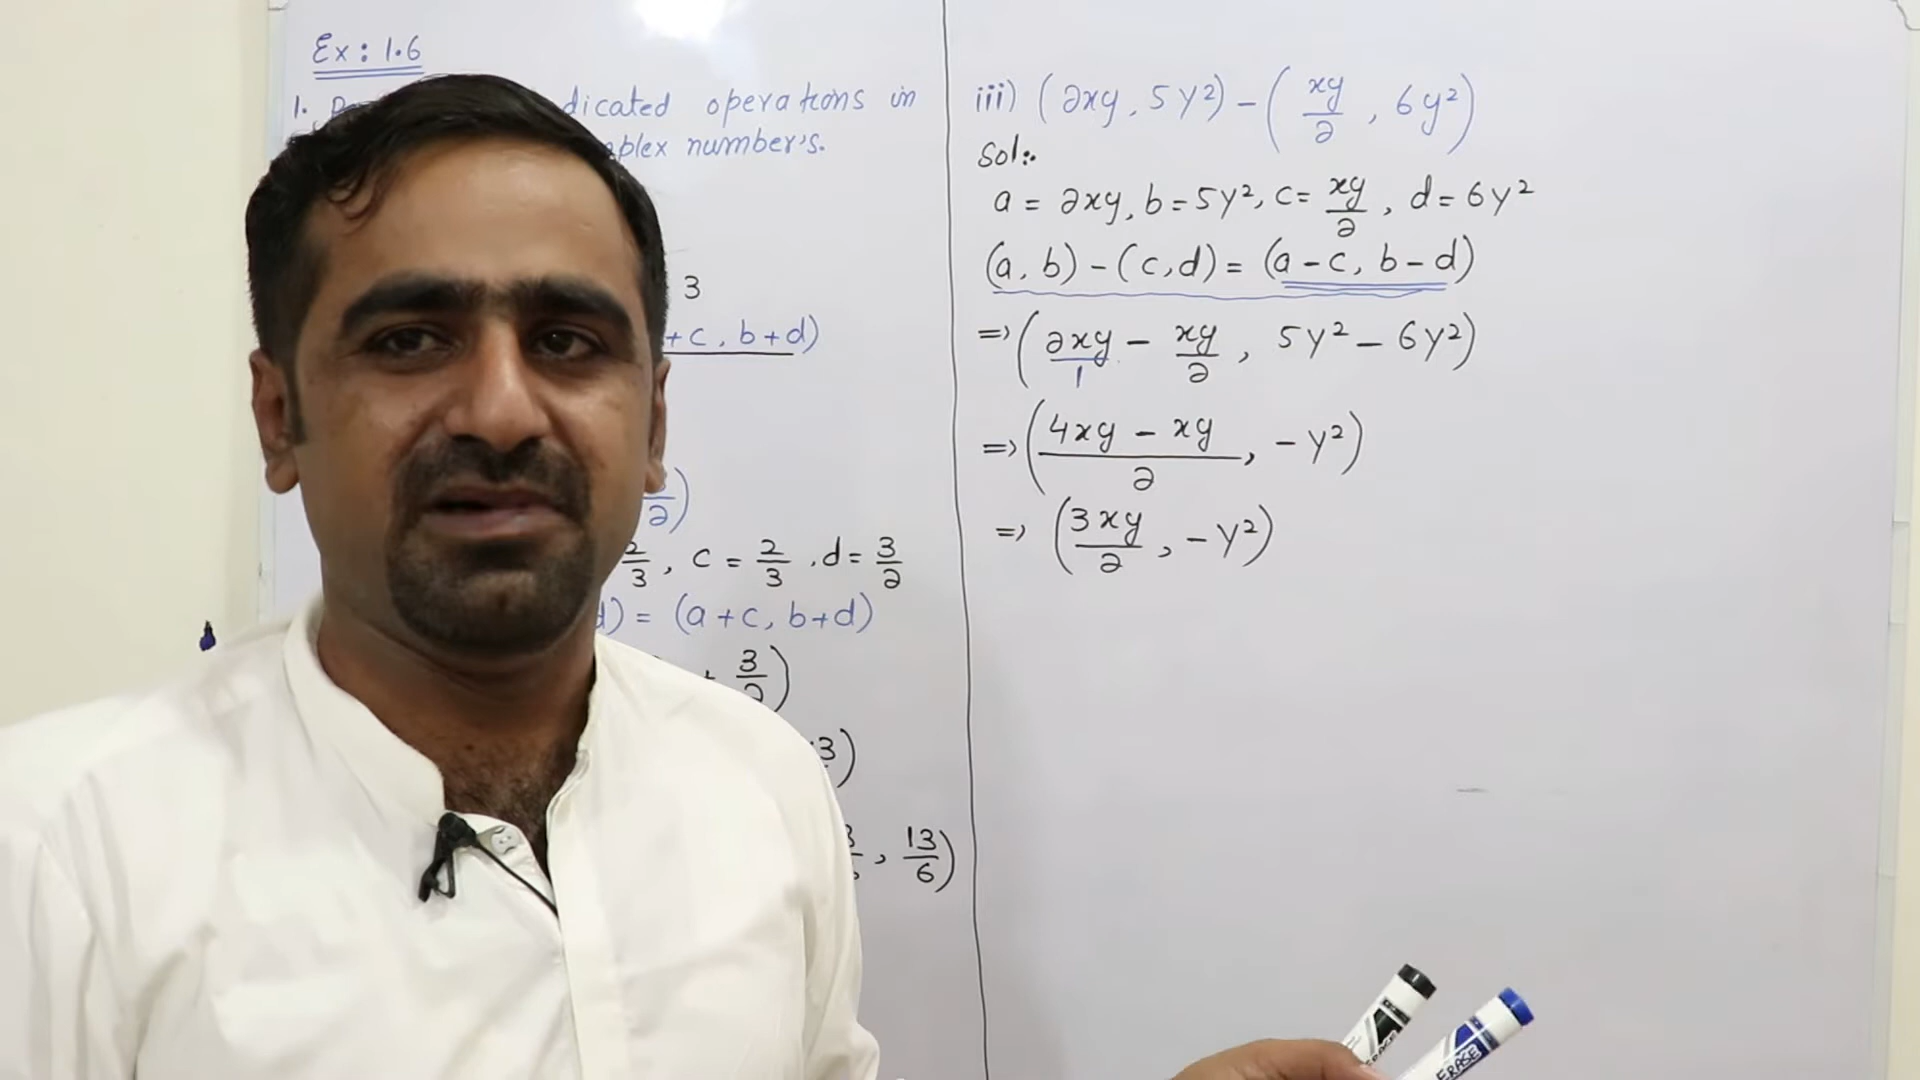 Ex: 1.6
1. dicated operations in
plex number's.
3
+c, b+d)
2/3, c = 2/3, d = 3/2
d) = (a+c, b+d)
+ 3/2)
13)
, 13/6)
iii) (2xy, 5y²) - (xy/2, 6y²)
Sol:
a = 2xy, b = 5y², c = xy/2, d = 6y²
(a, b) - (c, d) = (a-c, b-d)
=> (2xy/1 - xy/2, 5y² - 6y²)
=> (4xy - xy/2, -y²)
=> (3xy/2, -y²)
ERASE